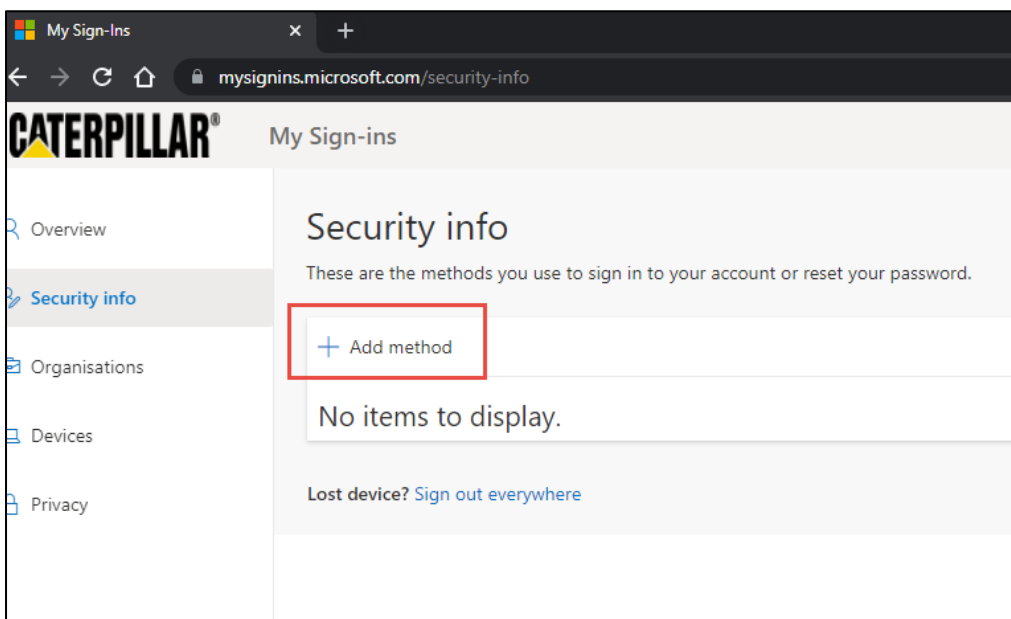 My Sign-Ins
mysignins.microsoft.com/security-info
CATERPILLAR®
My Sign-ins
Overview
Security info
Organisations
Devices
Privacy
Security info
These are the methods you use to sign in to your account or reset your password.
Add method
No items to display.
Lost device? Sign out everywhere